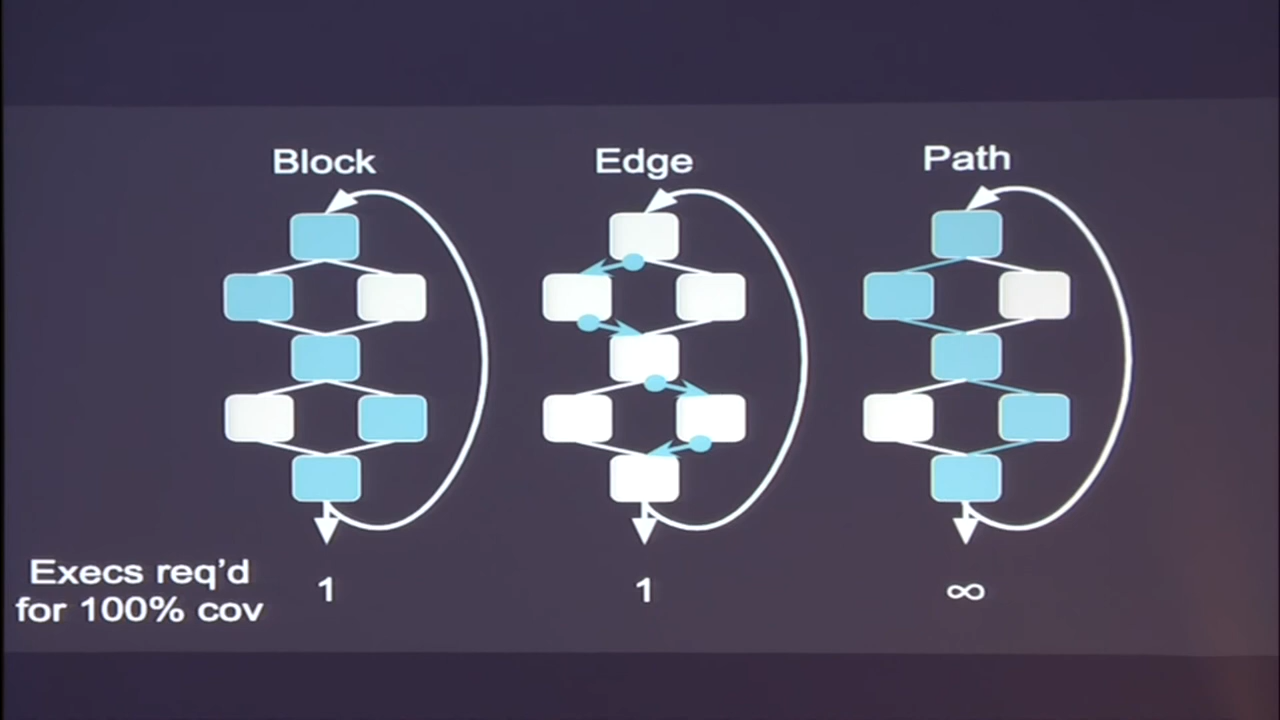 Block
Edge
Path
Execs req'd
for 100% cov
1
1
∞